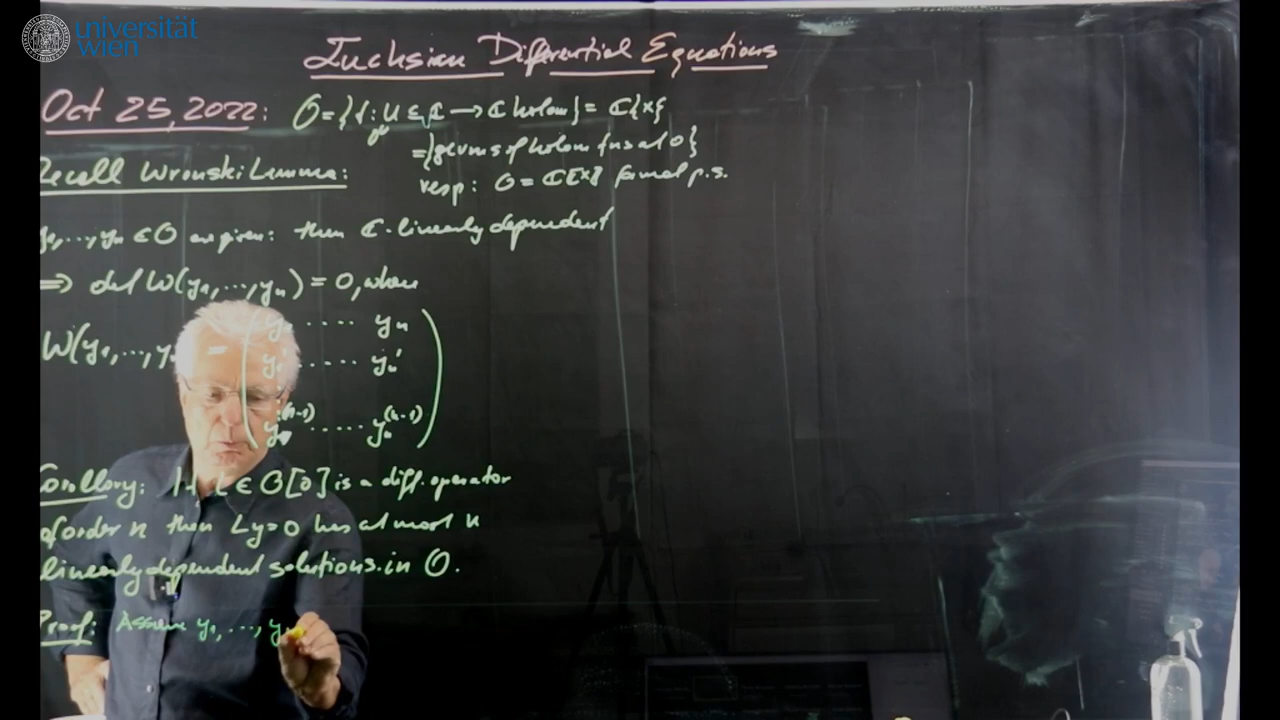 universität
wien
Fuchsian Differential Equations
Oct 25, 2022: O = {f: U ⊆ ℂ → ℂ holom} = ℂ{x}
= {germs of holom fns at 0}
Recall Wronski Lemma:
resp: O = ℂ[[x]] formal p.s.
y₁, ..., yₙ ∈ O are given: then ℂ-linearly dependent
⟹ det W(y₁, ..., yₙ) = 0, where
W(y₁, ..., y = ( .... yₙ
y₁' .... yₙ'
y⁽ⁿ⁻¹⁾ ..... yₙ⁽ⁿ⁻¹⁾ )
Corollary: If L ∈ O[∂] is a diff. operator
of order n then Ly=0 has at most n
linearly dependent solutions in O.
Proof: Assume y₁, ..., y